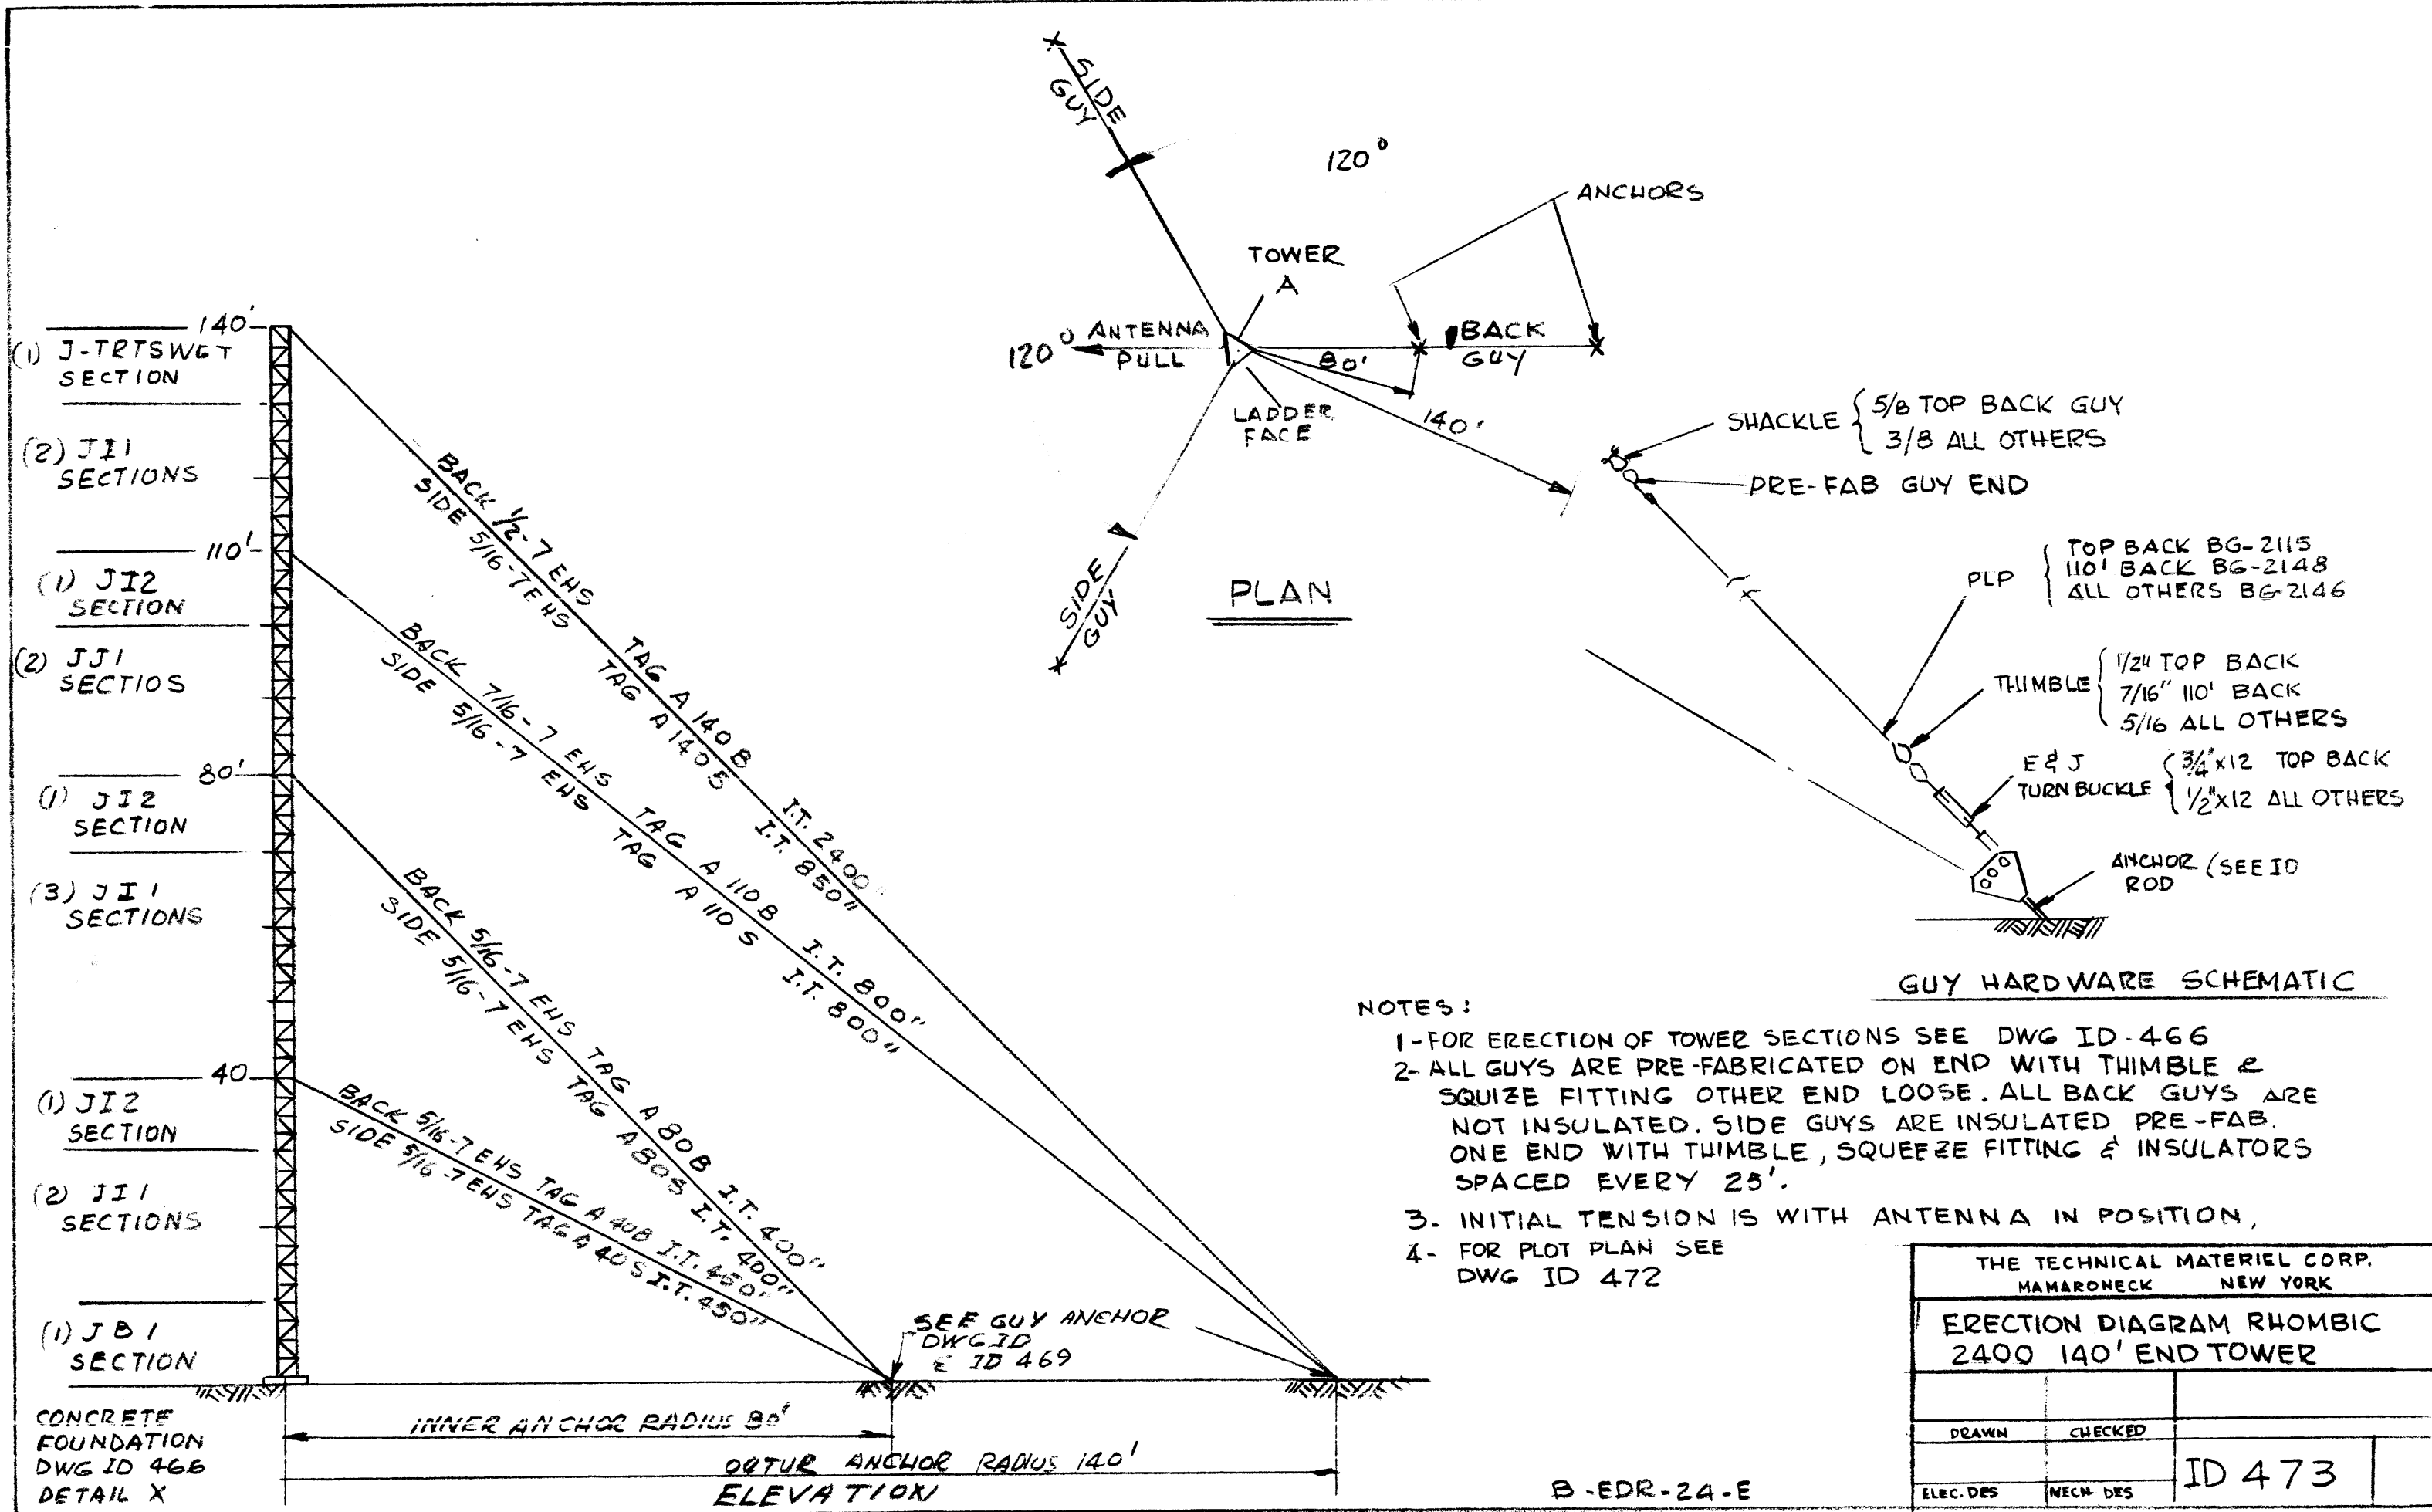 140'
(1) J-TRTSWGT
SECTION
(2) JI1
SECTIONS
110'
(1) JI2
SECTION
(2) JJ1
SECTIOS
80'
(1) JI2
SECTION
(3) JI1
SECTIONS
40
(1) JI2
SECTION
(2) JI1
SECTIONS
(1) JB1
SECTION
CONCRETE
FOUNDATION
DWG ID 466
DETAIL X
BACK 1/2-7 EHS TAG A 140B I.T. 2400"
SIDE 5/16-7 EHS TAG A 140S I.T. 850"
BACK 7/16-7 EHS TAG A 110B I.T. 800"
SIDE 5/16-7 EHS TAG A 110S I.T. 800"
BACK 5/16-7 EHS TAG A 80B I.T. 400"
SIDE 5/16-7 EHS TAG A80S I.T. 400"
BACK 5/16-7 EHS TAG A 40B I.T. 450"
SIDE 5/16-7 EHS TAG A 40S I.T. 450"
SEE GUY ANCHOR
DWG ID
& ID 469
INNER ANCHOR RADIUS 80'
OUTUR ANCHOR RADIUS 140'
ELEVATION
SIDE
GUY
120°
ANCHORS
TOWER
A
120°
ANTENNA
PULL
BACK
GUY
80'
LADDER
FACE
140'
SIDE
GUY
PLAN
SHACKLE { 5/8 TOP BACK GUY
3/8 ALL OTHERS
PRE-FAB GUY END
PLP { TOP BACK BG-2115
110' BACK BG-2148
ALL OTHERS BG-2146
THIMBLE { 1/2" TOP BACK
7/16" 110' BACK
5/16 ALL OTHERS
E & J
TURN BUCKLE { 3/4"x12 TOP BACK
1/2"x12 ALL OTHERS
ANCHOR (SEE ID
ROD
GUY HARDWARE SCHEMATIC
NOTES:
1-FOR ERECTION OF TOWER SECTIONS SEE DWG ID-466
2- ALL GUYS ARE PRE-FABRICATED ON END WITH THIMBLE &
SQUIZE FITTING OTHER END LOOSE. ALL BACK GUYS ARE
NOT INSULATED. SIDE GUYS ARE INSULATED PRE-FAB.
ONE END WITH THIMBLE, SQUEEZE FITTING & INSULATORS
SPACED EVERY 25'.
3. INITIAL TENSION IS WITH ANTENNA IN POSITION,
4- FOR PLOT PLAN SEE
DWG ID 472
THE TECHNICAL MATERIEL CORP.
MAMARONECK NEW YORK
ERECTION DIAGRAM RHOMBIC
2400 140' END TOWER
DRAWN CHECKED
ELEC. DES MECH DES
ID 473
B-EDR-24-E